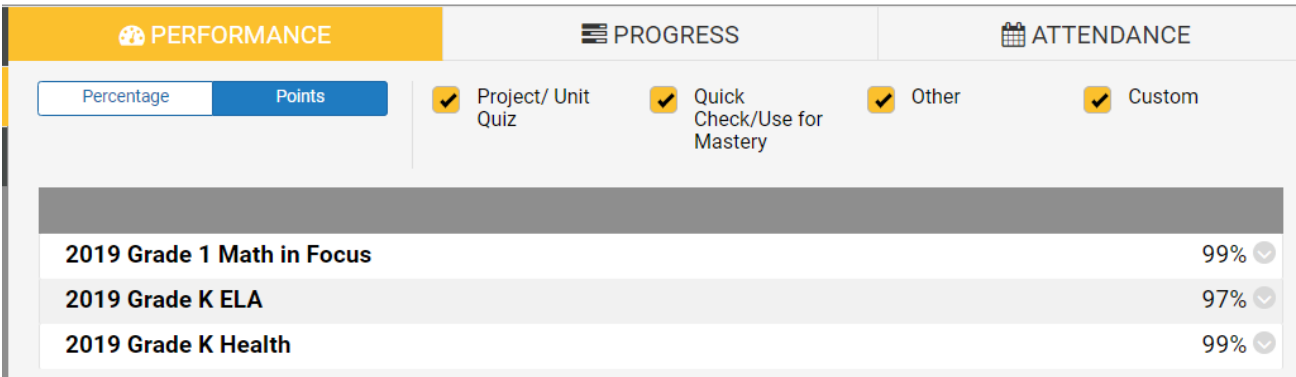 PERFORMANCE
PROGRESS
ATTENDANCE
Percentage
Points
Project/ Unit
Quiz
Quick
Check/Use for
Mastery
Other
Custom
2019 Grade 1 Math in Focus 99%
2019 Grade K ELA 97%
2019 Grade K Health 99%